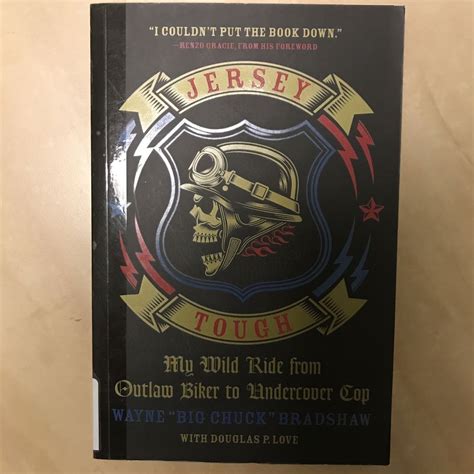 "I COULDN'T PUT THE BOOK DOWN."
—RENZO GRACIE, FROM HIS FOREWORD
JERSEY
TOUGH
My Wild Ride from
Outlaw Biker to Undercover Cop
WAYNE "BIG CHUCK" BRADSHAW
WITH DOUGLAS P. LOVE